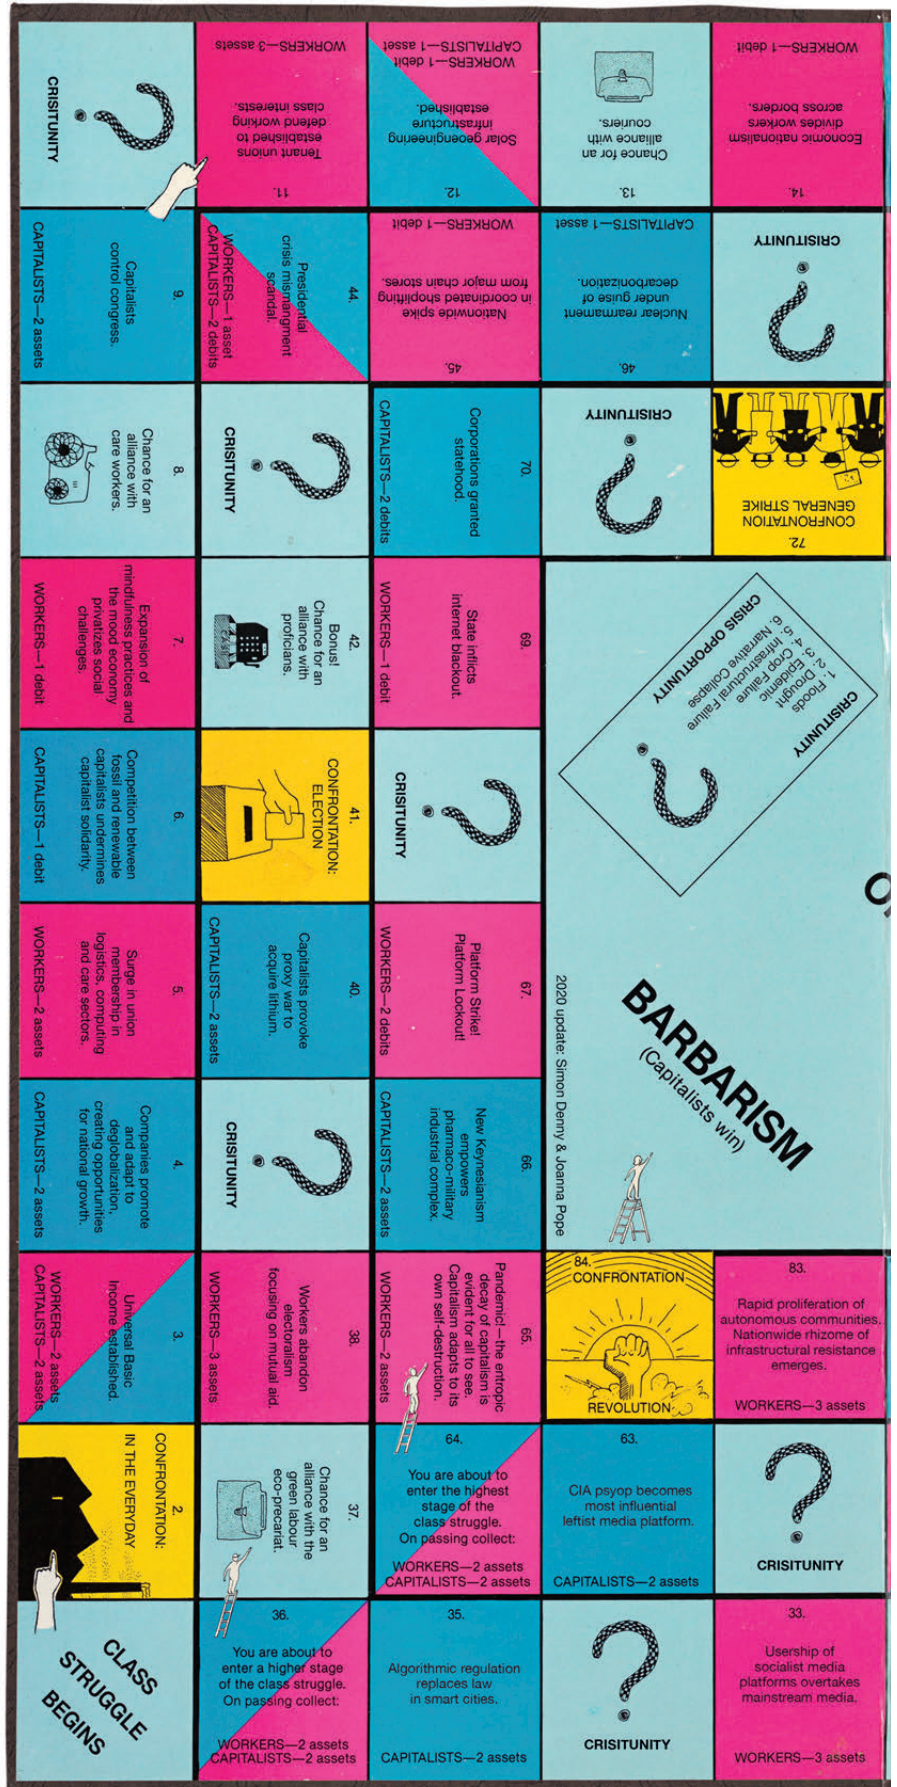 CRISITUNITY
11.
Tenant unions
established to
defend working
class interests.
WORKERS—3 assets
12.
Solar geoengineering
infrastructure
established.
WORKERS—1 debit
CAPITALISTS—1 asset
13.
Chance for an
alliance with
couriers.
14.
Economic nationalism
divides workers
across borders.
WORKERS—1 debit
9.
Capitalists
control congress.
CAPITALISTS—2 assets
44.
Presidential
crisis mismangment
scandal.
WORKERS—1 asset
CAPITALISTS—2 debits
45.
Nationwide spike
in coordinated shoplifting
from major chain stores.
WORKERS—1 debit
46.
Nuclear rearmament
under guise of
decarbonization.
CAPITALISTS—1 asset
CRISITUNITY
8.
Chance for an
alliance with
care workers.
CRISITUNITY
70.
Corporations granted
statehood.
CAPITALISTS—2 debits
CRISITUNITY
72.
CONFRONTATION
GENERAL STRIKE
7.
Expansion of
mindfulness practices and
the mood economy
privatizes social
challenges.
WORKERS—1 debit
42.
Bonus!
Chance for an
alliance with
proficians.
69.
State inflicts
internet blackout.
WORKERS—1 debit
CRISITUNITY
1. Floods
2. Drought
3. Epidemic
4. Crop Failure
5. Infrastructural Failure
6. Narrative Collapse
CRISIS OPPORTUNITY
6.
Competition between
fossil and renewable
capitalists undermines
capitalist solidarity.
CAPITALISTS—1 debit
41.
CONFRONTATION:
ELECTION
CRISITUNITY
5.
Surge in union
membership in
logistics, computing
and care sectors.
WORKERS—2 assets
40.
Capitalists provoke
proxy war to
acquire lithium.
CAPITALISTS—2 assets
67.
Platform Strike!
Platform Lockout!
WORKERS—2 debits
O
BARBARISM
(Capitalists win)
2020 update: Simon Denny & Joanna Pope
4.
Companies promote
and adapt to
deglobalization,
creating opportunities
for national growth.
CAPITALISTS—2 assets
CRISITUNITY
66.
New Keynesianism
empowers
pharmaco-military
industrial complex.
CAPITALISTS—2 assets
3.
Universal Basic
Income established.
WORKERS—2 assets
CAPITALISTS—2 assets
38.
Workers abandon
electoralism
focusing on mutual aid.
WORKERS—3 assets
65.
Pandemic!—the entropic
decay of capitalism is
evident for all to see.
Capitalism adapts to its
own self-destruction.
WORKERS—2 assets
84.
CONFRONTATION
REVOLUTION
83.
Rapid proliferation of
autonomous communities.
Nationwide rhizome of
infrastructural resistance
emerges.
WORKERS—3 assets
2.
CONFRONTATION:
IN THE EVERYDAY
37.
Chance for an
alliance with the
green labour
eco-precariat.
64.
You are about to
enter the highest
stage of the
class struggle.
On passing collect:
WORKERS—2 assets
CAPITALISTS—2 assets
63.
CIA psyop becomes
most influential
leftist media platform.
CAPITALISTS—2 assets
CRISITUNITY
CLASS
STRUGGLE
BEGINS
36.
You are about to
enter a higher stage
of the class struggle.
On passing collect:
WORKERS—2 assets
CAPITALISTS—2 assets
35.
Algorithmic regulation
replaces law
in smart cities.
CAPITALISTS—2 assets
CRISITUNITY
33.
Usership of
socialist media
platforms overtakes
mainstream media.
WORKERS—3 assets